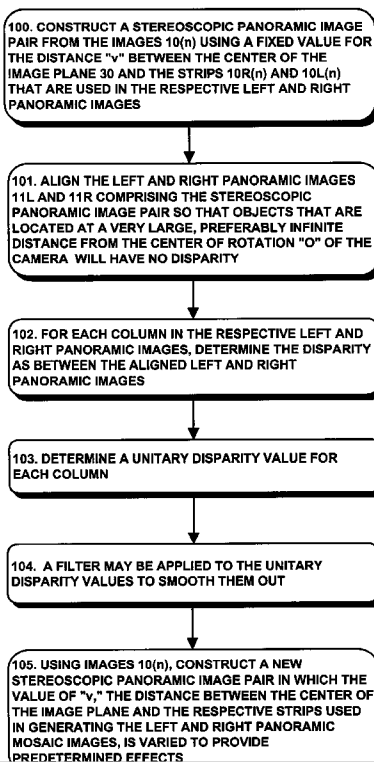 100. CONSTRUCT A STEREOSCOPIC PANORAMIC IMAGE
PAIR FROM THE IMAGES 10(n) USING A FIXED VALUE FOR
THE DISTANCE "v" BETWEEN THE CENTER OF THE
IMAGE PLANE 30 AND THE STRIPS 10R(n) AND 10L(n)
THAT ARE USED IN THE RESPECTIVE LEFT AND RIGHT
PANORAMIC IMAGES
101. ALIGN THE LEFT AND RIGHT PANORAMIC IMAGES
11L AND 11R COMPRISING THE STEREOSCOPIC
PANORAMIC IMAGE PAIR SO THAT OBJECTS THAT ARE
LOCATED AT A VERY LARGE, PREFERABLY INFINITE
DISTANCE FROM THE CENTER OF ROTATION "O" OF THE
CAMERA WILL HAVE NO DISPARITY
102. FOR EACH COLUMN IN THE RESPECTIVE LEFT AND
RIGHT PANORAMIC IMAGES, DETERMINE THE DISPARITY
AS BETWEEN THE ALIGNED LEFT AND RIGHT
PANORAMIC IMAGES
103. DETERMINE A UNITARY DISPARITY VALUE FOR
EACH COLUMN
104. A FILTER MAY BE APPLIED TO THE UNITARY
DISPARITY VALUES TO SMOOTH THEM OUT
105. USING IMAGES 10(n), CONSTRUCT A NEW
STEREOSCOPIC PANORAMIC IMAGE PAIR IN WHICH THE
VALUE OF "v," THE DISTANCE BETWEEN THE CENTER OF
THE IMAGE PLANE AND THE RESPECTIVE STRIPS USED
IN GENERATING THE LEFT AND RIGHT PANORAMIC
MOSAIC IMAGES, IS VARIED TO PROVIDE
PREDETERMINED EFFECTS